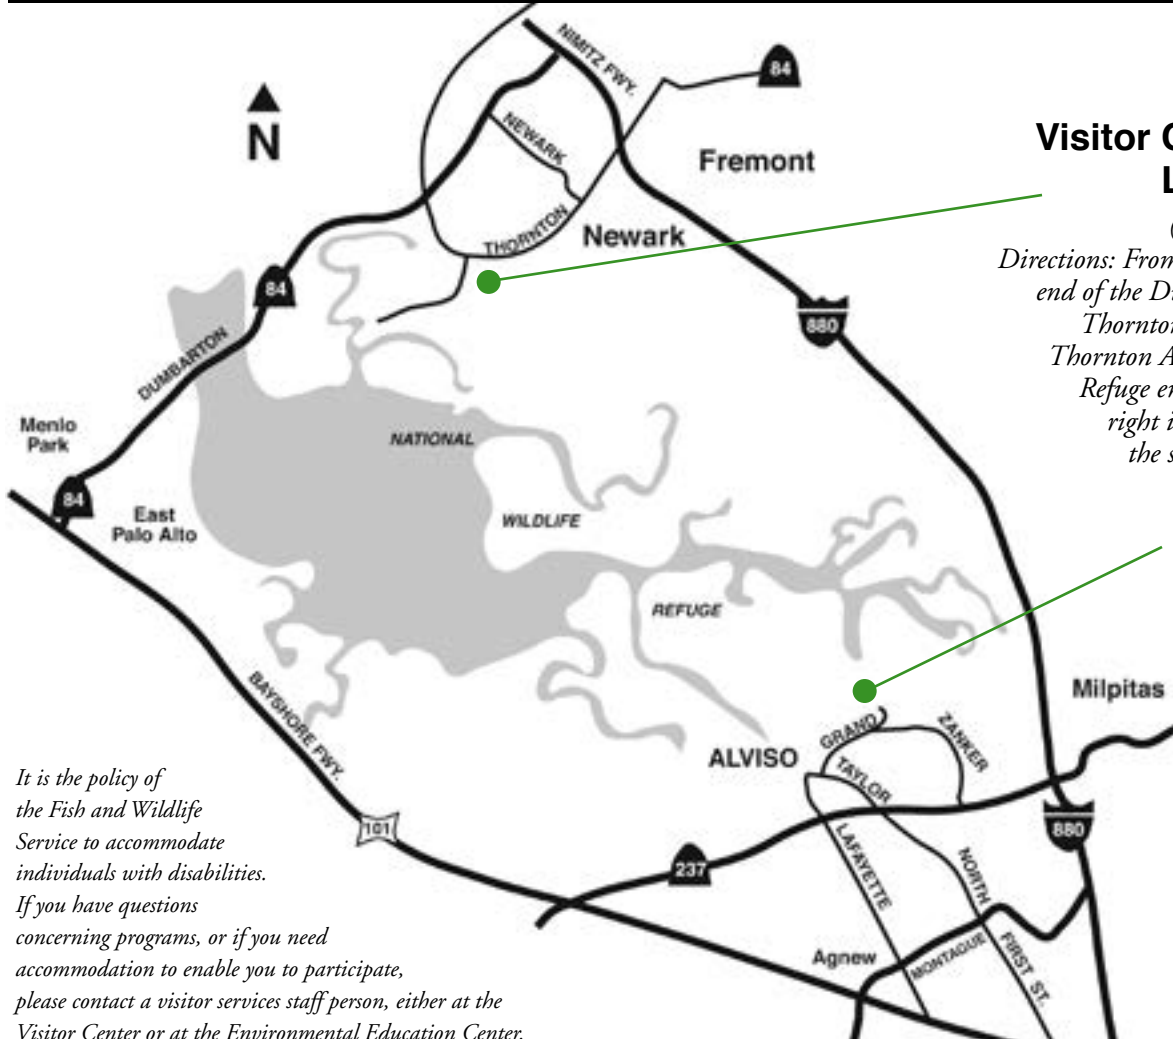 NIMITZ FWY.
84
N
NEWARK
Fremont
Visitor
THORNTON
Newark
Directions: From
end of the
84
880
Thornton
DUMBARTON
Thornton
Refuge
Menlo
Park
right
NATIONAL
the
84
East
Palo Alto
WILDLIFE
REFUGE
Milpitas
BAYSHORE FWY.
GRAND
ZANKER
ALVISO
TAYLOR
It is the policy of
the Fish and Wildlife
Service to accommodate
individuals with disabilities.
If you have questions
concerning programs, or if you need
accommodation to enable you to participate,
please contact a visitor services staff person, either at the
Visitor Center or at the Environmental Education Center.
101
880
LAFAYETTE
237
NORTH FIRST ST.
Agnew
MONTAGUE